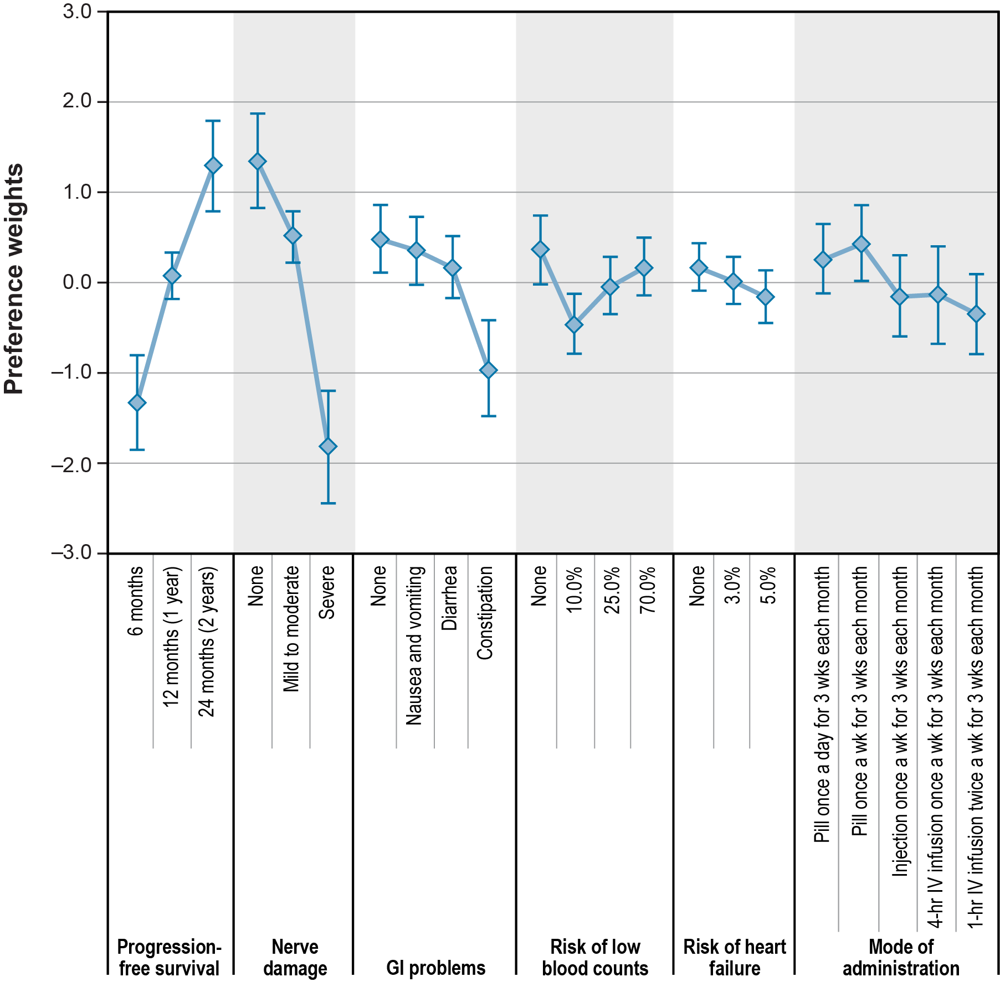 Preference weights
3.0
2.0
1.0
0.0
–1.0
–2.0
–3.0
6 months
12 months (1 year)
24 months (2 years)
None
Mild to moderate
Severe
None
Nausea and vomiting
Diarrhea
Constipation
None
10.0%
25.0%
70.0%
None
3.0%
5.0%
Pill once a day for 3 wks each month
Pill once a wk for 3 wks each month
Injection once a wk for 3 wks each month
4-hr IV infusion once a wk for 3 wks each month
1-hr IV infusion twice a wk for 3 wks each month
Progression-
free survival
Nerve
damage
GI problems
Risk of low
blood counts
Risk of heart
failure
Mode of
administration